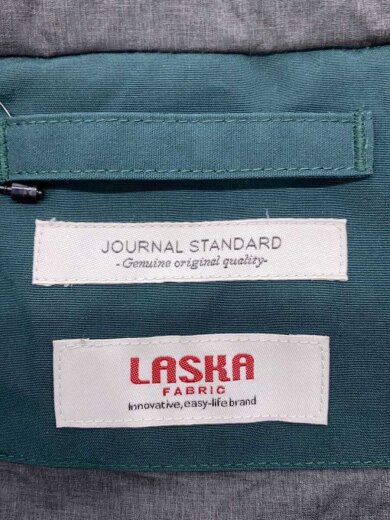 JOURNAL STANDARD
- Genuine original quality-
LASKA
FABRIC
Innovative, easy-life brand